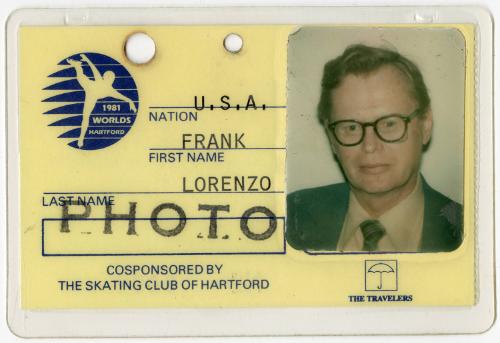 1981
WORLDS
HARTFORD
U.S.A.
NATION
FRANK
FIRST NAME
LORENZO
LAST NAME
PHOTO
COSPONSORED BY
THE SKATING CLUB OF HARTFORD
THE TRAVELERS